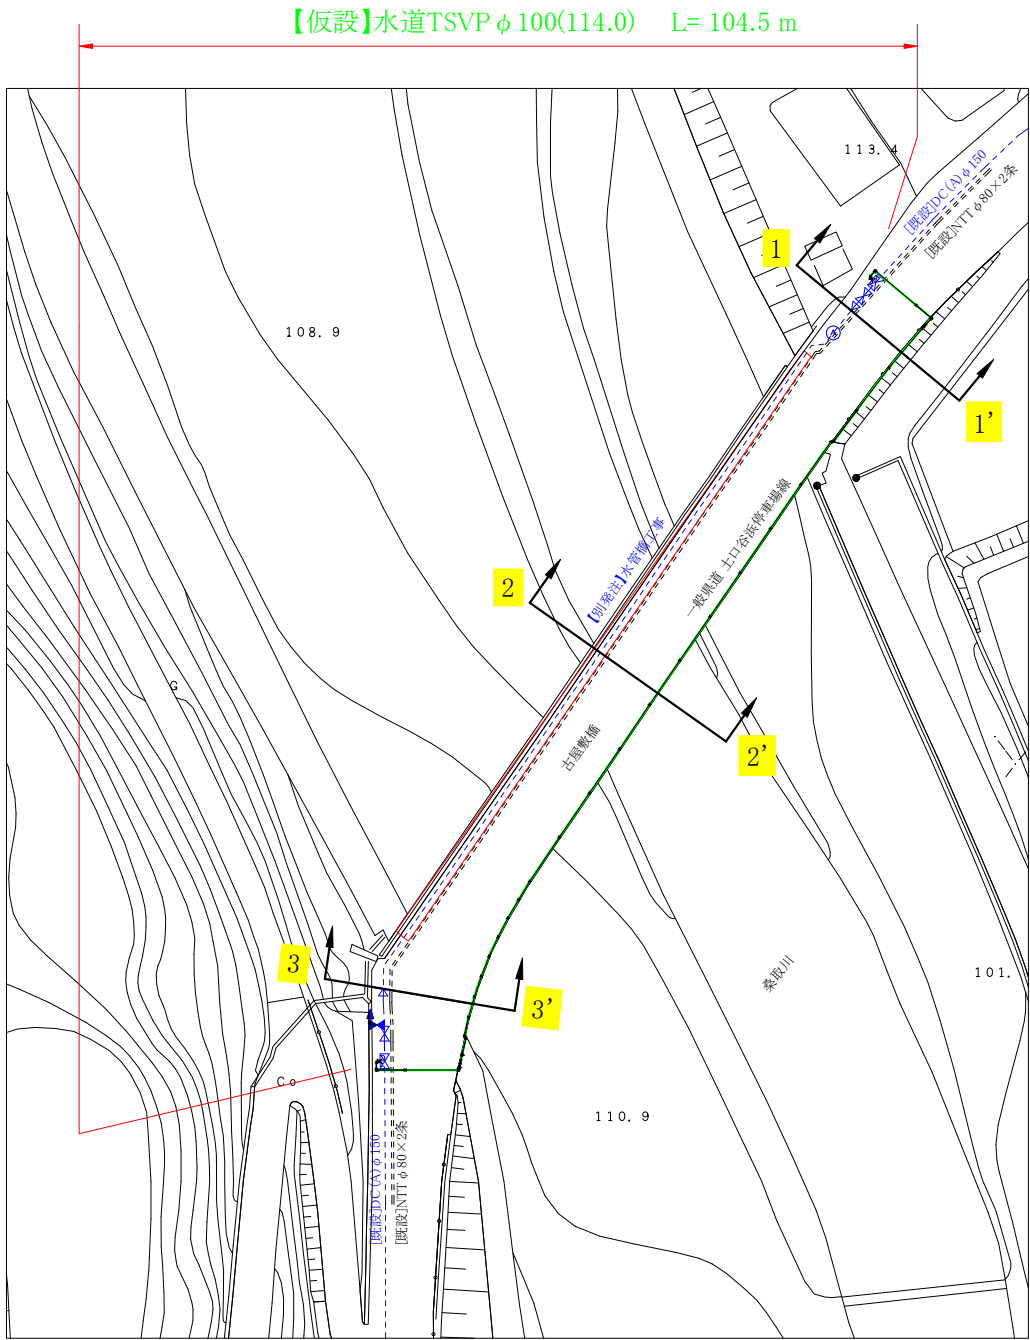 【仮設】水道TSVPφ100(114.0)　L= 104.5 m
113. 4
[既設]DC(A)φ150
[既設]NTTφ80×2条
1
108. 9
1’
一般県道 土口谷浜停車場線
【別発注】水管橋工事
2
G
古屋敷橋
2’
3
桑取川
101.
3’
Co
110. 9
[既設]DC(A)φ150
[既設]NTTφ80×2条